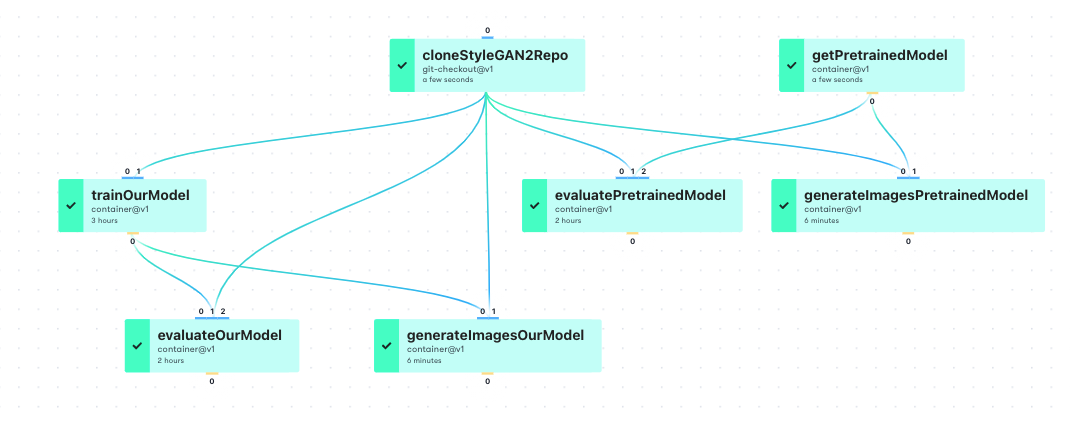 0
cloneStyleGAN2Repo
git-checkout@v1
a few seconds
getPretrainedModel
container@v1
a few seconds
0
0 1
trainOurModel
container@v1
3 hours
0
0 1 2
evaluatePretrainedModel
container@v1
2 hours
0
0 1
generateImagesPretrainedModel
container@v1
6 minutes
0
0 1 2
evaluateOurModel
container@v1
2 hours
0
0 1
generateImagesOurModel
container@v1
6 minutes
0